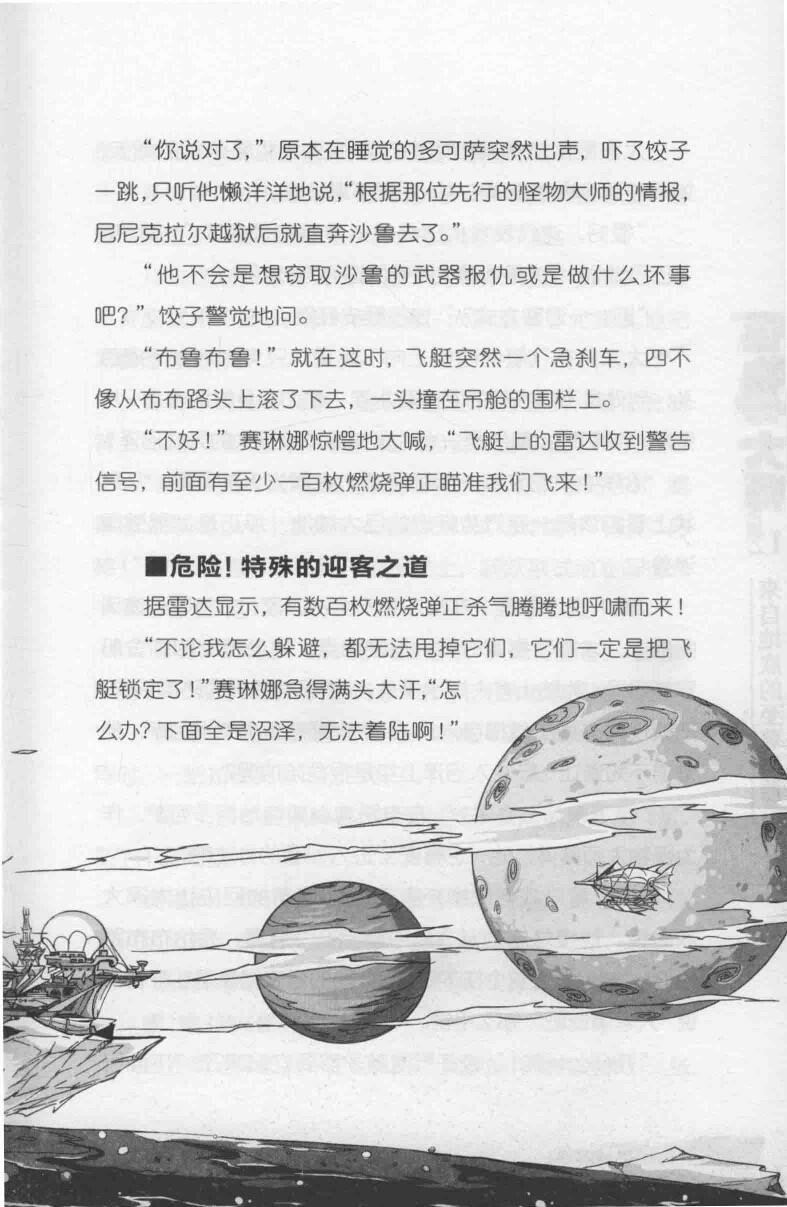 “你说对了，”原本在睡觉的多可萨突然出声，吓了饺子
一跳，只听他懒洋洋地说，“根据那位先行的怪物大师的情报，
尼尼克拉尔越狱后就直奔沙鲁去了。”
“他不会是想窃取沙鲁的武器报仇或是做什么坏事
吧？”饺子警觉地问。
“布鲁布鲁！”就在这时，飞艇突然一个急刹车，四不
像从布布路头上滚了下去，一头撞在吊舱的围栏上。
“不好！”赛琳娜惊愕地大喊，“飞艇上的雷达收到警告
信号，前面有至少一百枚燃烧弹正瞄准我们飞来！”
■危险！特殊的迎客之道
据雷达显示，有数百枚燃烧弹正杀气腾腾地呼啸而来！
“不论我怎么躲避，都无法甩掉它们，它们一定是把飞
艇锁定了！”赛琳娜急得满头大汗，“怎
么办？下面全是沼泽，无法着陆啊！”